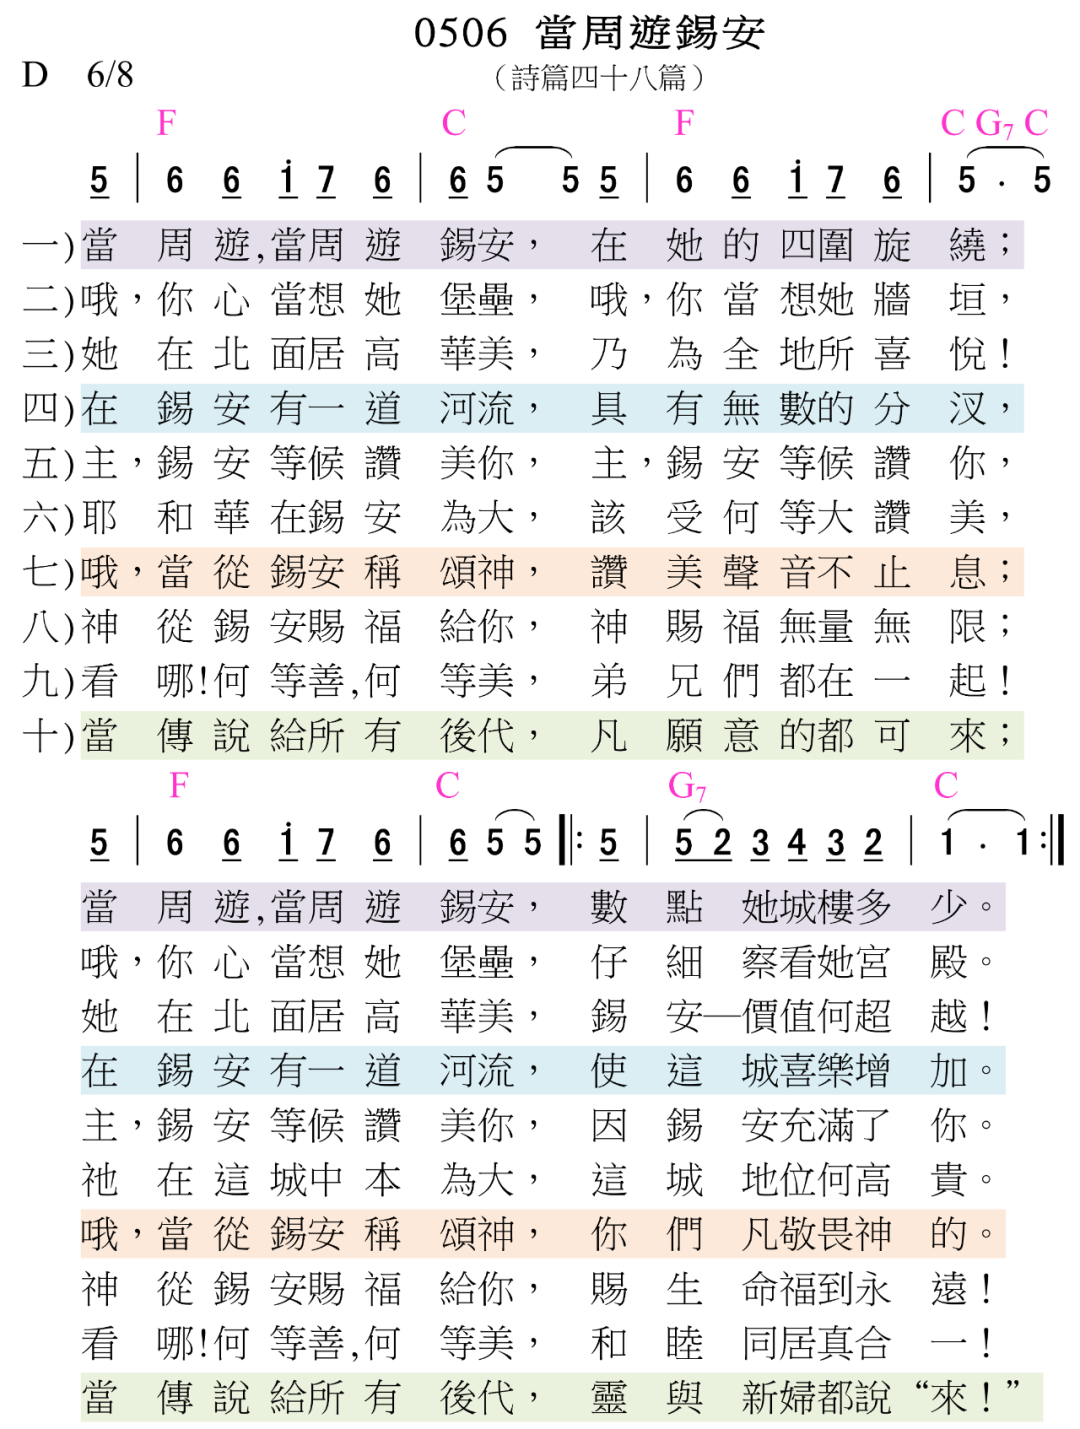 0506 當周遊錫安
D 6/8 （詩篇四十八篇）
F C F C G7 C
5 | 6 6 i 7 6 | 6 5 5 5 | 6 6 i 7 6 | 5 . 5
一)當 周 遊,當周 遊 錫安， 在 她 的 四圍 旋 繞；
二)哦，你 心 當想 她 堡壘， 哦，你 當 想她 牆 垣，
三)她 在 北 面居 高 華美， 乃 為 全 地所 喜 悅！
四)在 錫 安 有一 道 河流， 具 有 無 數的 分 汊，
五)主，錫 安 等候 讚 美你， 主，錫 安 等候 讚 你，
六)耶 和 華 在錫 安 為大， 該 受 何 等大 讚 美，
七)哦，當 從 錫安 稱 頌神， 讚 美 聲 音不 止 息；
八)神 從 錫 安賜 福 給你， 神 賜 福 無量 無 限；
九)看 哪!何 等善,何 等美， 弟 兄 們 都在 一 起！
十)當 傳 說 給所 有 後代， 凡 願 意 的都 可 來；
F C G7 C
5 | 6 6 i 7 6 | 6 5 5 ‖: 5 | 5 2 3 4 3 2 | 1 . 1 :‖
當 周 遊,當周 遊 錫安， 數 點 她城樓多 少。
哦，你 心 當想 她 堡壘， 仔 細 察看她宮 殿。
她 在 北 面居 高 華美， 錫 安—價值何超 越！
在 錫 安 有一 道 河流， 使 這 城喜樂增 加。
主，錫 安 等候 讚 美你， 因 錫 安充滿了 你。
祂 在 這 城中 本 為大， 這 城 地位何高 貴。
哦，當 從 錫安 稱 頌神， 你 們 凡敬畏神 的。
神 從 錫 安賜 福 給你， 賜 生 命福到永 遠！
看 哪!何 等善,何 等美， 和 睦 同居真合 一！
當 傳 說 給所 有 後代， 靈 與 新婦都說“來！”